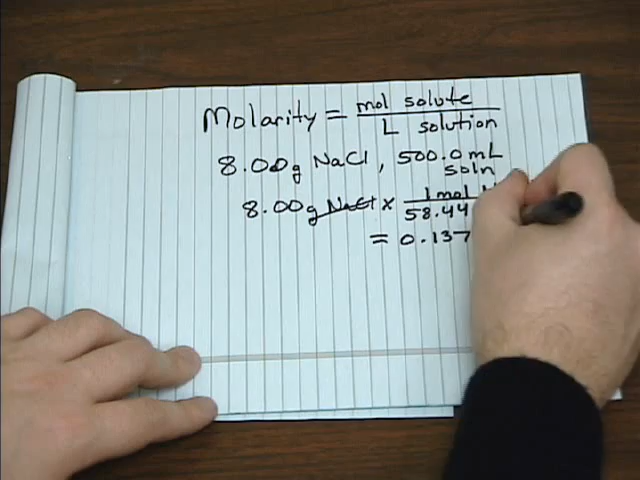 Molarity = mol solute / L solution
8.00g NaCl, 500.0mL soln
8.00g NaCl x 1 mol / 58.44
= 0.137